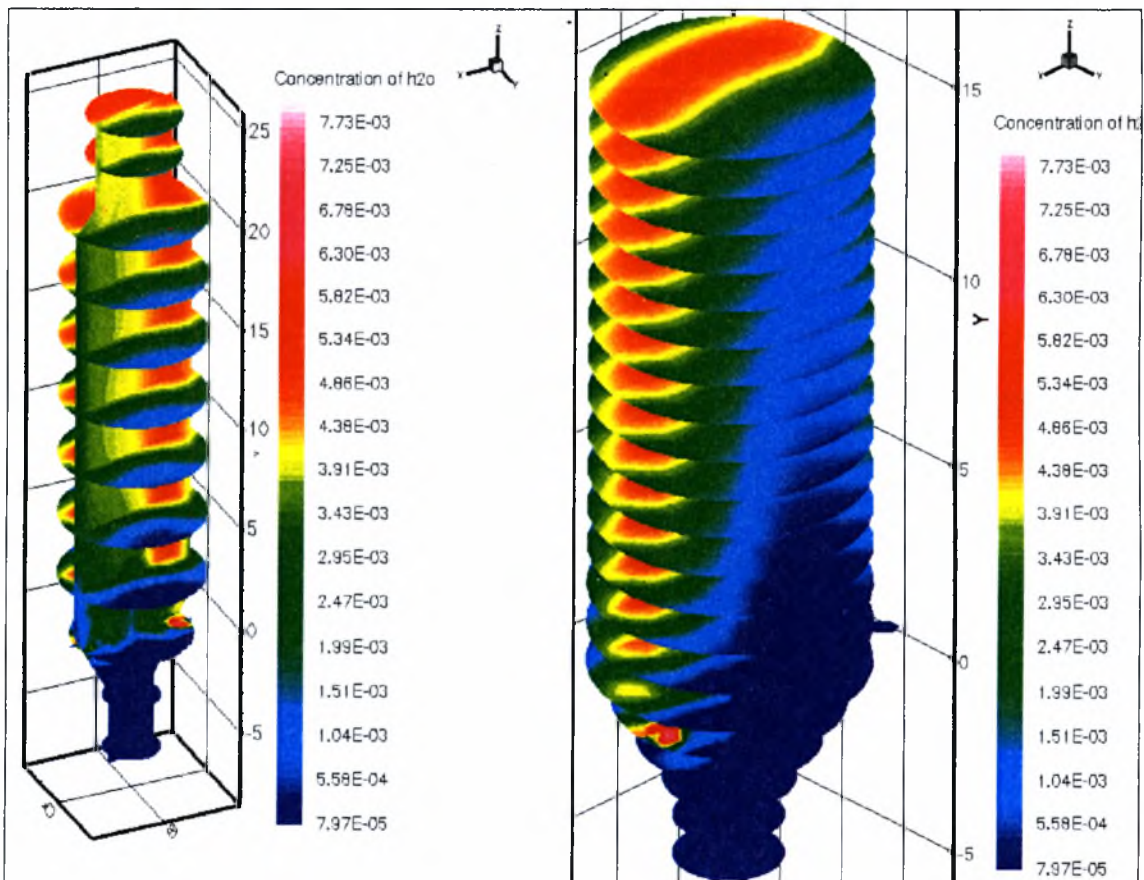 Concentration of h2o
7.73E-03
7.25E-03
6.78E-03
6.30E-03
5.82E-03
5.34E-03
4.86E-03
4.38E-03
3.91E-03
3.43E-03
2.95E-03
2.47E-03
1.99E-03
1.51E-03
1.04E-03
5.58E-04
7.97E-05
25
20
15
10
5
0
-5
Z
X
Y
Z
X
Y
15
10
Y
5
0
-5
Concentration of h
7.73E-03
7.25E-03
6.78E-03
6.30E-03
5.82E-03
5.34E-03
4.86E-03
4.38E-03
3.91E-03
3.43E-03
2.95E-03
2.47E-03
1.99E-03
1.51E-03
1.04E-03
5.58E-04
7.97E-05